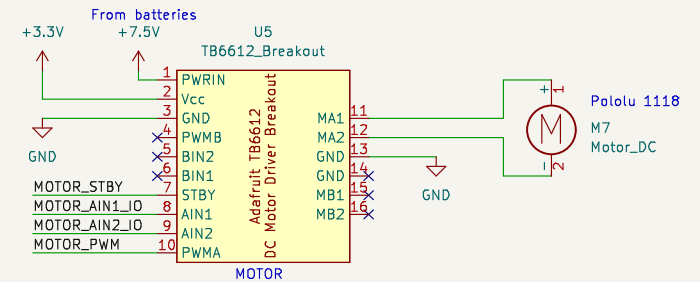 From batteries
+3.3V
+7.5V
U5
TB6612_Breakout
1
PWRIN
2
Vcc
3
GND
4
PWMB
5
BIN2
6
BIN1
7
STBY
8
AIN1
9
AIN2
10
PWMA
GND
MOTOR_STBY
MOTOR_AIN1_IO
MOTOR_AIN2_IO
MOTOR_PWM
Adafruit TB6612
DC Motor Driver Breakout
MA1
11
MA2
12
GND
13
GND
14
MB1
15
MB2
16
GND
MOTOR
+
1
M
-
2
Pololu 1118
M7
Motor_DC